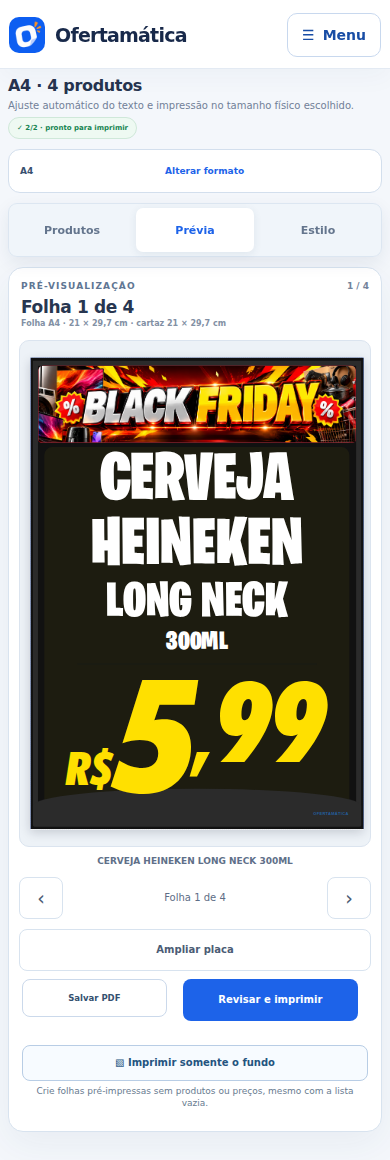 Ofertamática
☰ Menu
A4 · 4 produtos
Ajuste automático do texto e impressão no tamanho físico escolhido.
✓ 2/2 · pronto para imprimir
A4
Alterar formato
Produtos
Prévia
Estilo
PRÉ-VISUALIZAÇÃO
1 / 4
Folha 1 de 4
Folha A4 · 21 × 29,7 cm · cartaz 21 × 29,7 cm
% BLACK FRIDAY %
CERVEJA
HEINEKEN
LONG NECK
300ML
R$5,99
OFERTAMÁTICA
CERVEJA HEINEKEN LONG NECK 300ML
‹
Folha 1 de 4
›
Ampliar placa
Salvar PDF
Revisar e imprimir
▧ Imprimir somente o fundo
Crie folhas pré-impressas sem produtos ou preços, mesmo com a lista
vazia.